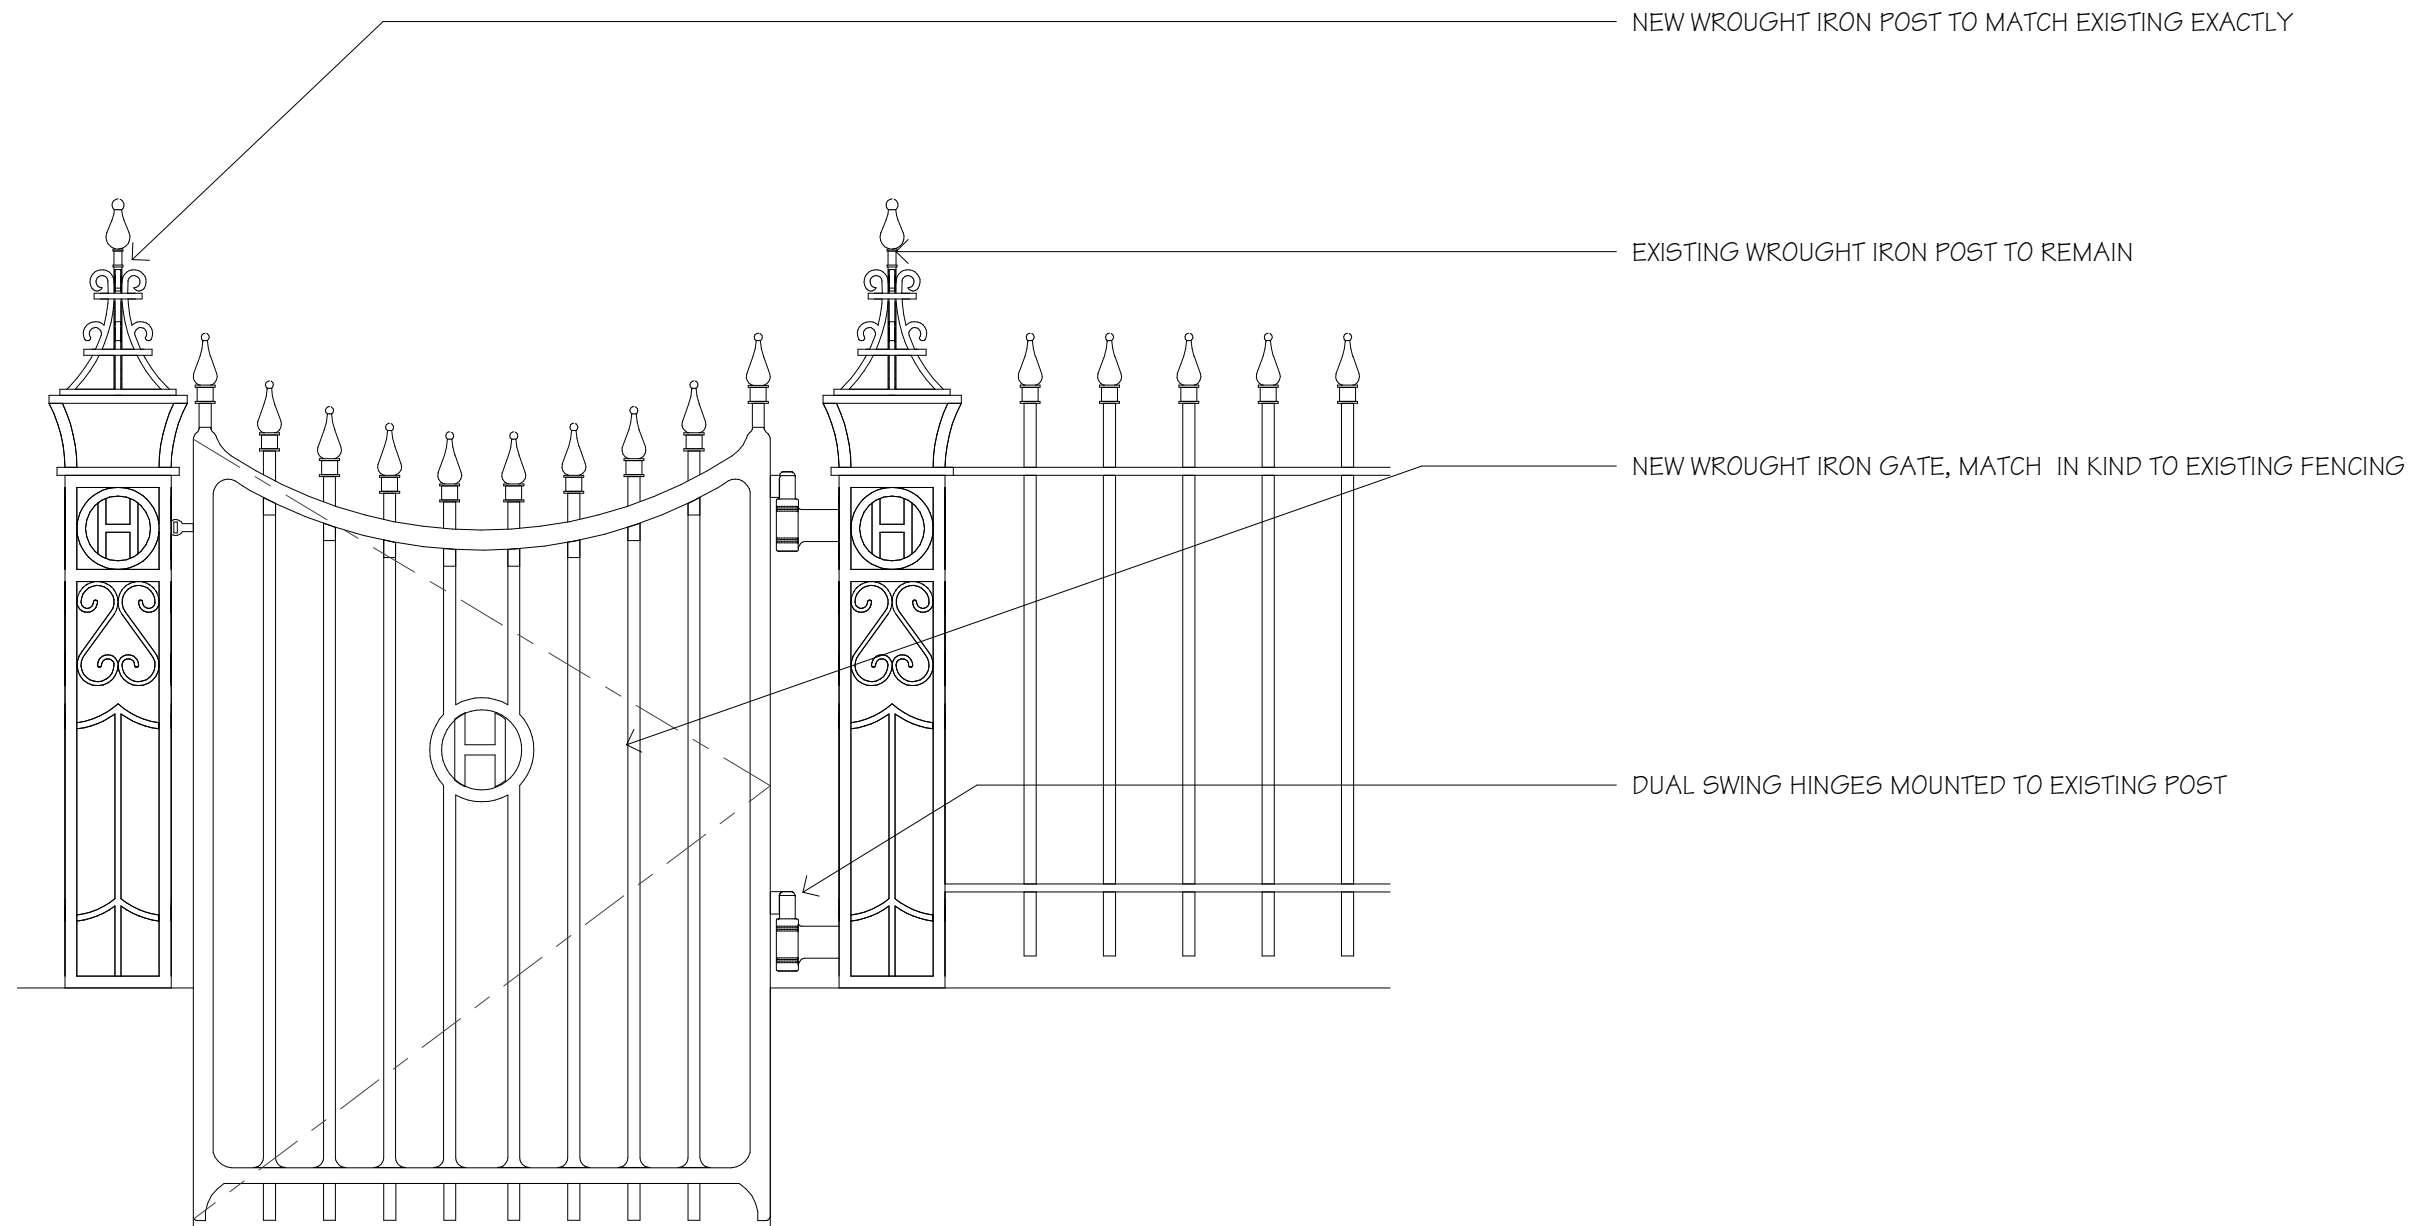 NEW WROUGHT IRON POST TO MATCH EXISTING EXACTLY
EXISTING WROUGHT IRON POST TO REMAIN
NEW WROUGHT IRON GATE, MATCH  IN KIND TO EXISTING FENCING
H
H
H
DUAL SWING HINGES MOUNTED TO EXISTING POST